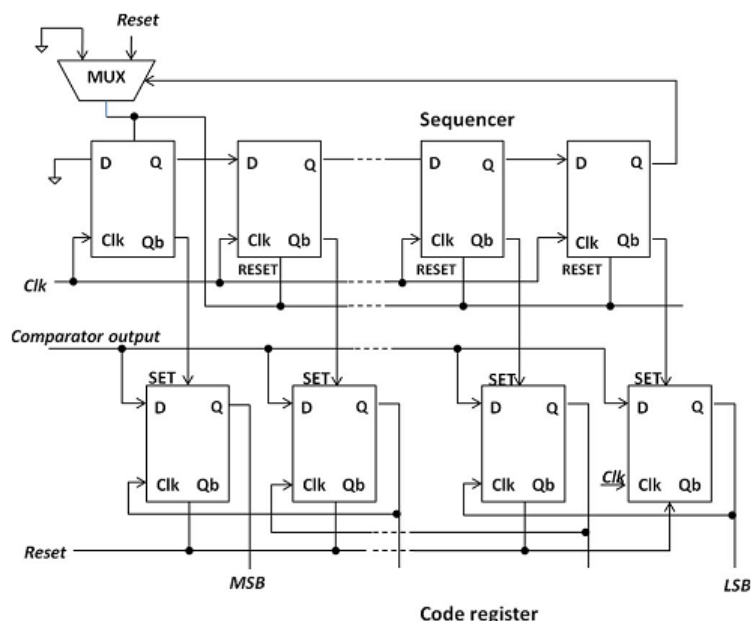 Reset
MUX
Sequencer
D Q D Q D Q D Q
Clk Qb Clk Qb Clk Qb Clk Qb
RESET RESET RESET
Clk
Comparator output
SET SET SET SET
D Q D Q D Q D Q
Clk
Clk Qb Clk Qb Clk Qb Clk Qb
Reset
MSB LSB
Code register